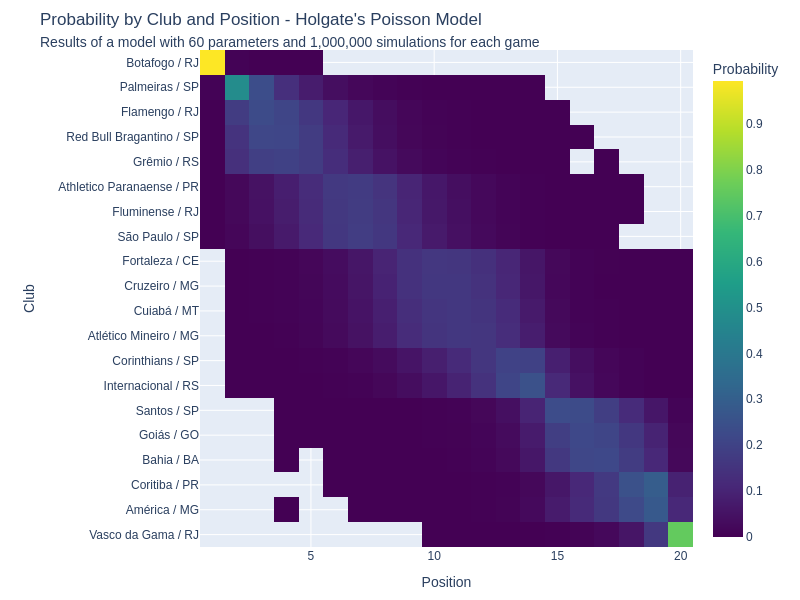 Probability by Club and Position - Holgate's Poisson Model
Results of a model with 60 parameters and 1,000,000 simulations for each game
Probability
Botafogo / RJ
Palmeiras / SP
Flamengo / RJ
Red Bull Bragantino / SP
Grêmio / RS
Athletico Paranaense / PR
Fluminense / RJ
São Paulo / SP
Fortaleza / CE
Cruzeiro / MG
Cuiabá / MT
Atlético Mineiro / MG
Corinthians / SP
Internacional / RS
Santos / SP
Goiás / GO
Bahia / BA
Coritiba / PR
América / MG
Vasco da Gama / RJ
Club
5
10
15
20
Position
0.9
0.8
0.7
0.6
0.5
0.4
0.3
0.2
0.1
0